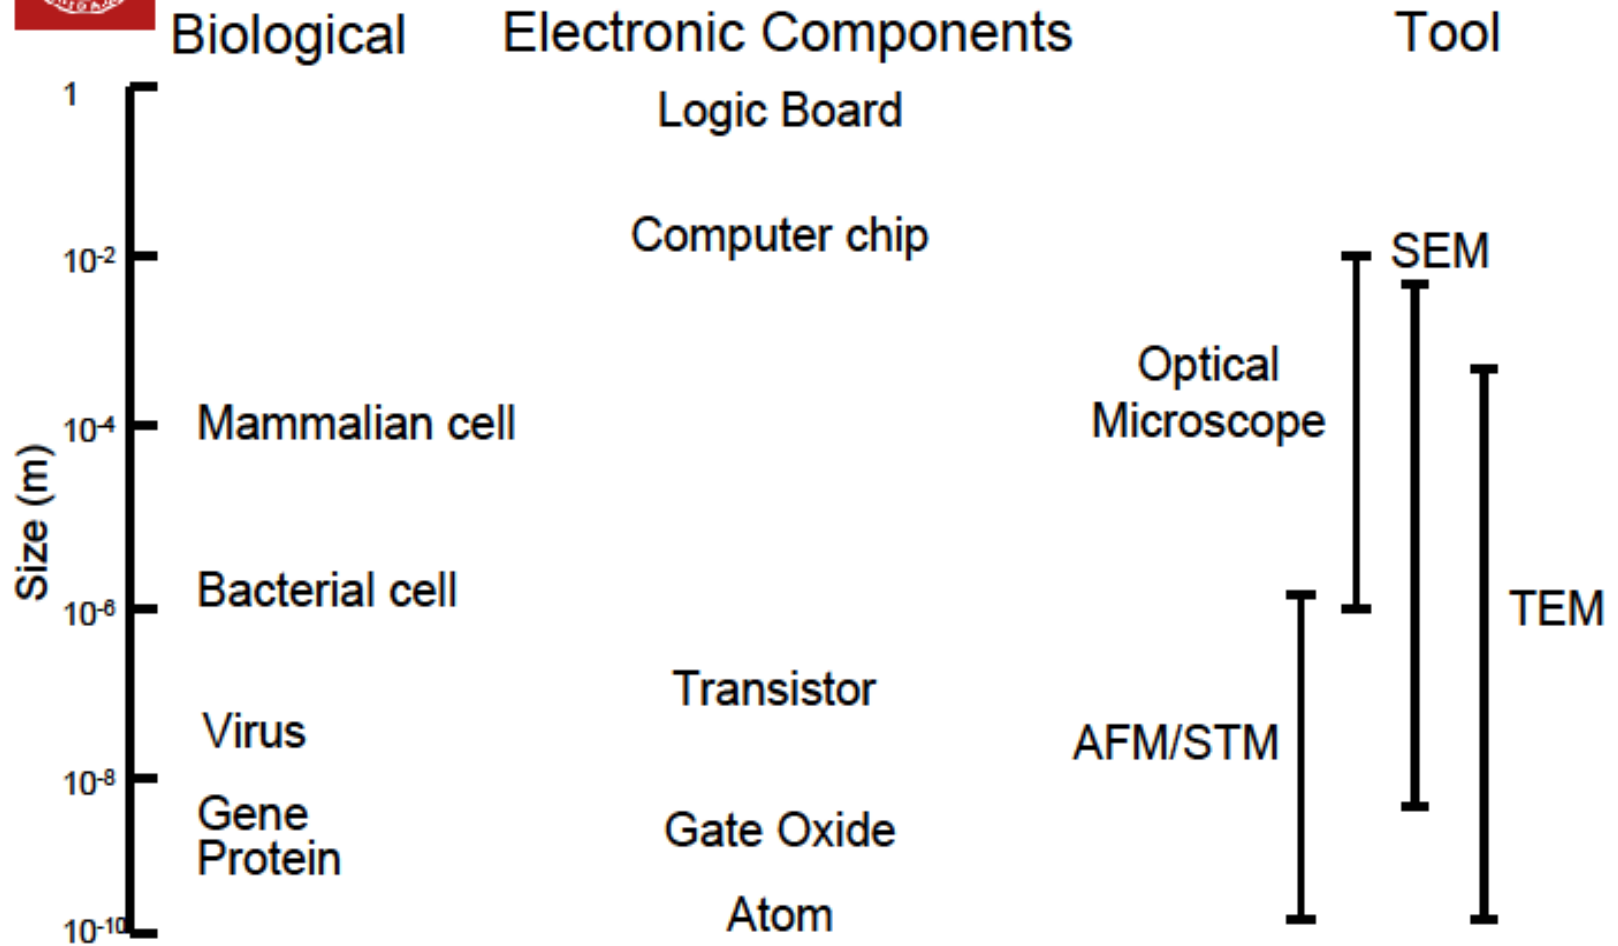 Biological
Electronic Components
Tool
1
Logic Board
Computer chip
10-2
SEM
Optical
Microscope
Mammalian cell
10-4
Size (m)
Bacterial cell
10-6
TEM
Transistor
Virus
AFM/STM
10-8
Gene
Protein
Gate Oxide
Atom
10-10